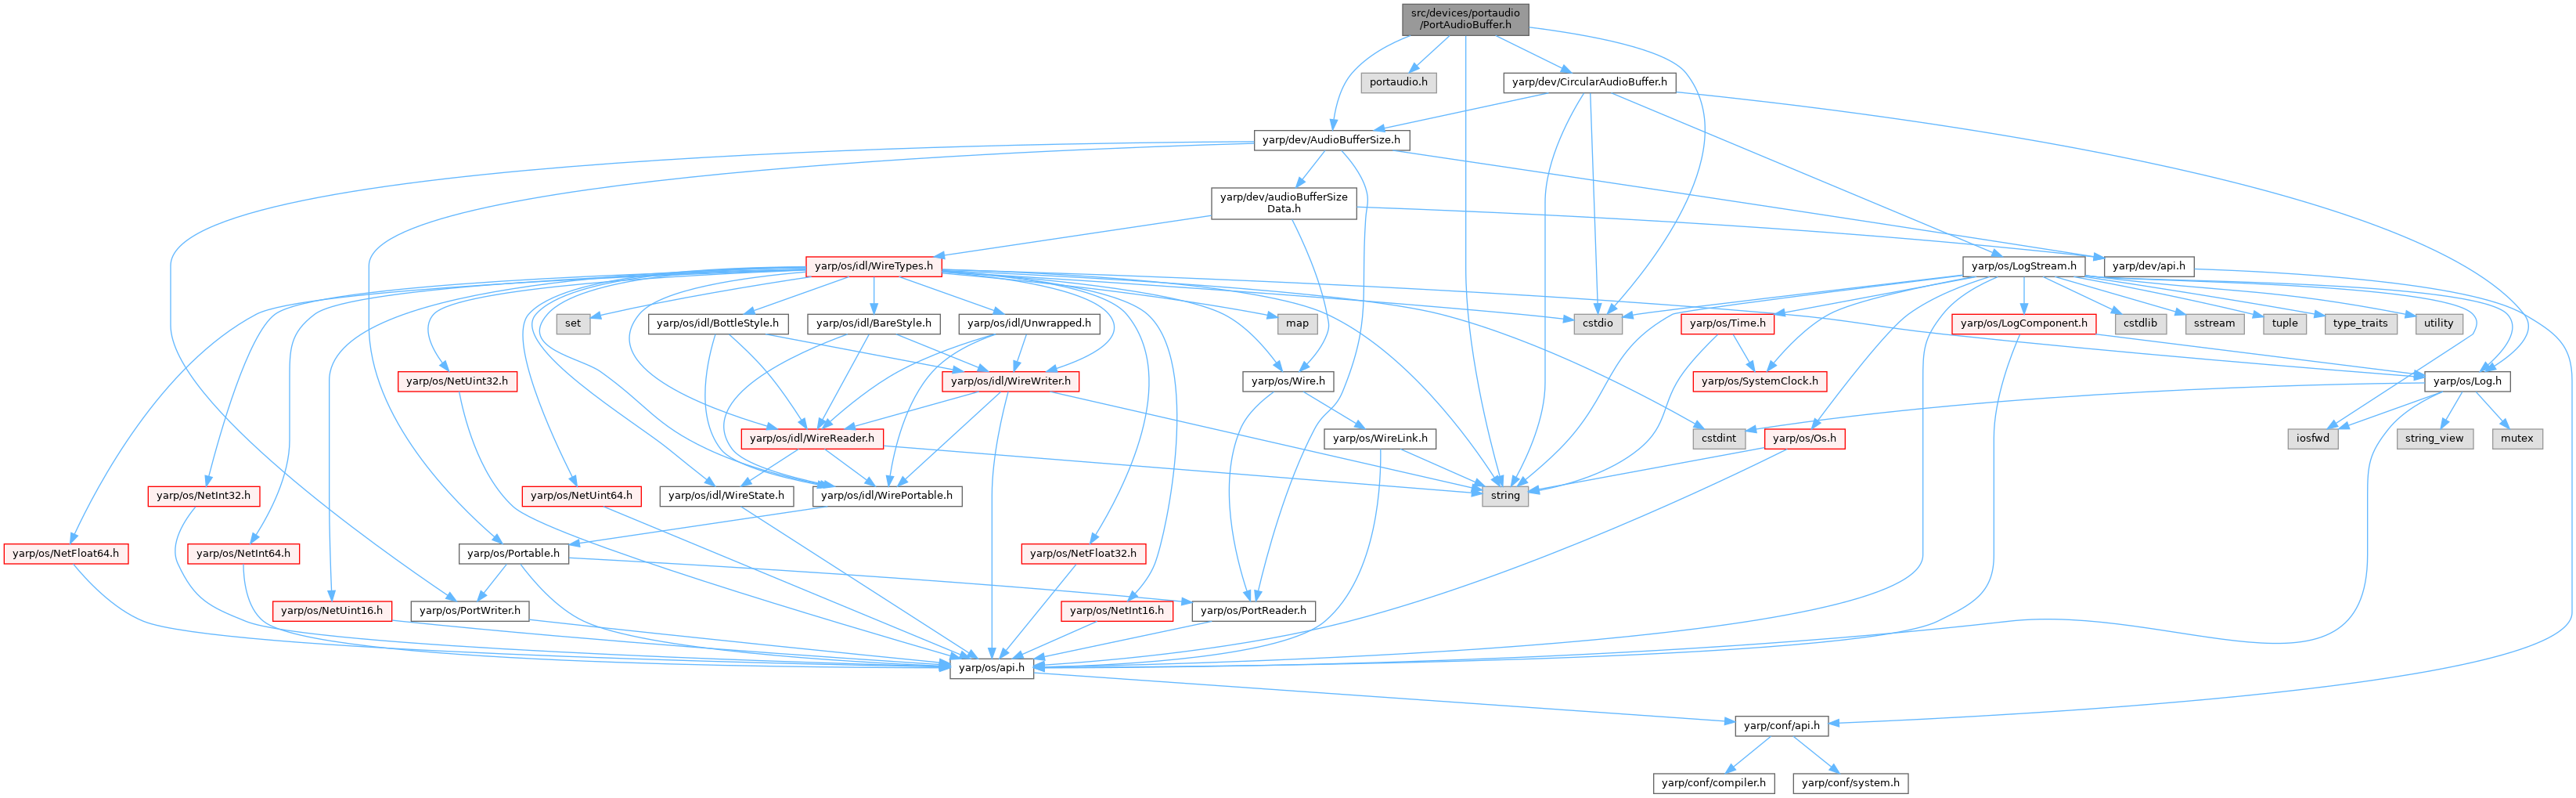 src/devices/portaudio
/PortAudioBuffer.h
portaudio.h
yarp/dev/CircularAudioBuffer.h
yarp/dev/AudioBufferSize.h
yarp/dev/audioBufferSize
Data.h
yarp/os/idl/WireTypes.h
yarp/os/LogStream.h
yarp/dev/api.h
set
yarp/os/idl/BottleStyle.h
yarp/os/idl/BareStyle.h
yarp/os/idl/Unwrapped.h
map
cstdio
yarp/os/Time.h
yarp/os/LogComponent.h
cstdlib
sstream
tuple
type_traits
utility
yarp/os/NetUint32.h
yarp/os/idl/WireWriter.h
yarp/os/Wire.h
yarp/os/SystemClock.h
yarp/os/Log.h
yarp/os/idl/WireReader.h
yarp/os/WireLink.h
cstdint
yarp/os/Os.h
iosfwd
string_view
mutex
yarp/os/NetInt32.h
yarp/os/NetUint64.h
yarp/os/idl/WireState.h
yarp/os/idl/WirePortable.h
string
yarp/os/NetFloat64.h
yarp/os/NetInt64.h
yarp/os/Portable.h
yarp/os/NetFloat32.h
yarp/os/NetUint16.h
yarp/os/PortWriter.h
yarp/os/NetInt16.h
yarp/os/PortReader.h
yarp/os/api.h
yarp/conf/api.h
yarp/conf/compiler.h
yarp/conf/system.h